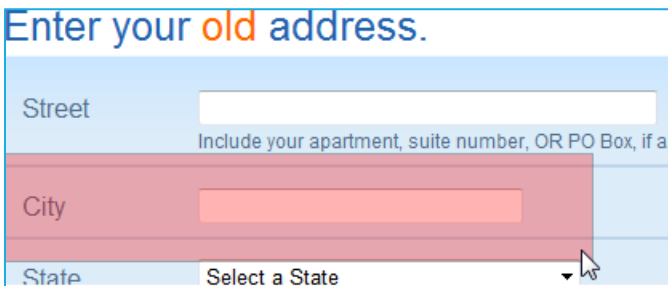 Enter your old address.
Street
Include your apartment, suite number, OR PO Box, if a
City
State Select a State